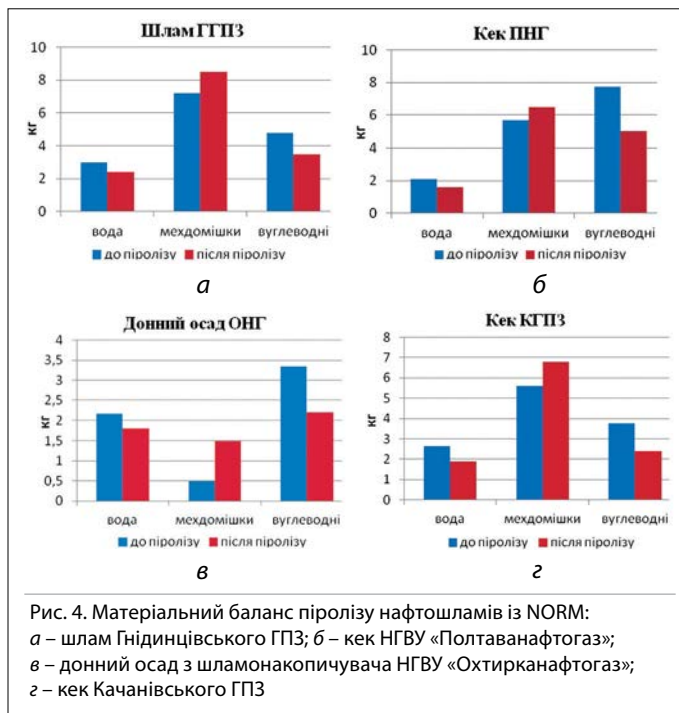 Шлам ГГПЗ
10
8
6
4
2
0
кг
вода мехдомішки вуглеводні
до піролізу після піролізу
а
Кек ПНГ
10
8
6
4
2
0
кг
вода мехдомішки вуглеводні
до піролізу після піролізу
б
Донний осад ОНГ
4
3,5
3
2,5
2
1,5
1
0,5
0
кг
вода мехдомішки вуглеводні
до піролізу після піролізу
в
Кек КГПЗ
8
7
6
5
4
3
2
1
0
кг
вода мехдомішки вуглеводні
до піролізу після піролізу
г
Рис. 4. Матеріальний баланс піролізу нафтошламів із NORM:
а – шлам Гнідинцівського ГПЗ; б – кек НГВУ «Полтаванафтогаз»;
в – донний осад з шламонакопичувача НГВУ «Охтирканафтогаз»;
г – кек Качанівського ГПЗ